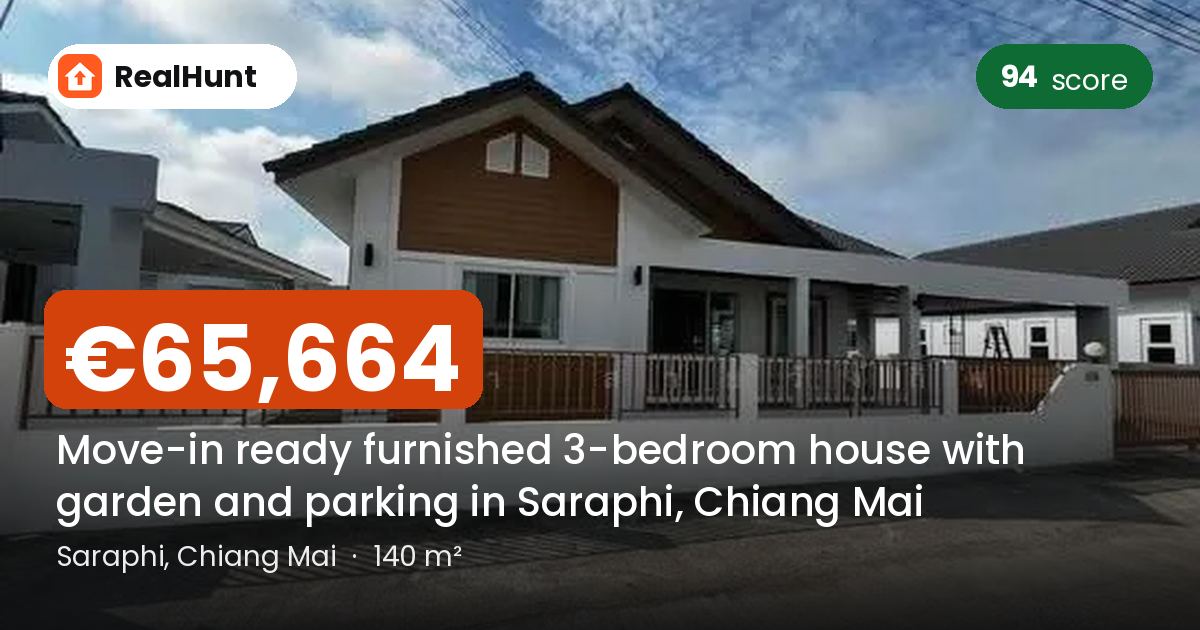 RealHunt
94 score
€65,664
Move-in ready furnished 3-bedroom house with
garden and parking in Saraphi, Chiang Mai
Saraphi, Chiang Mai · 140 m²